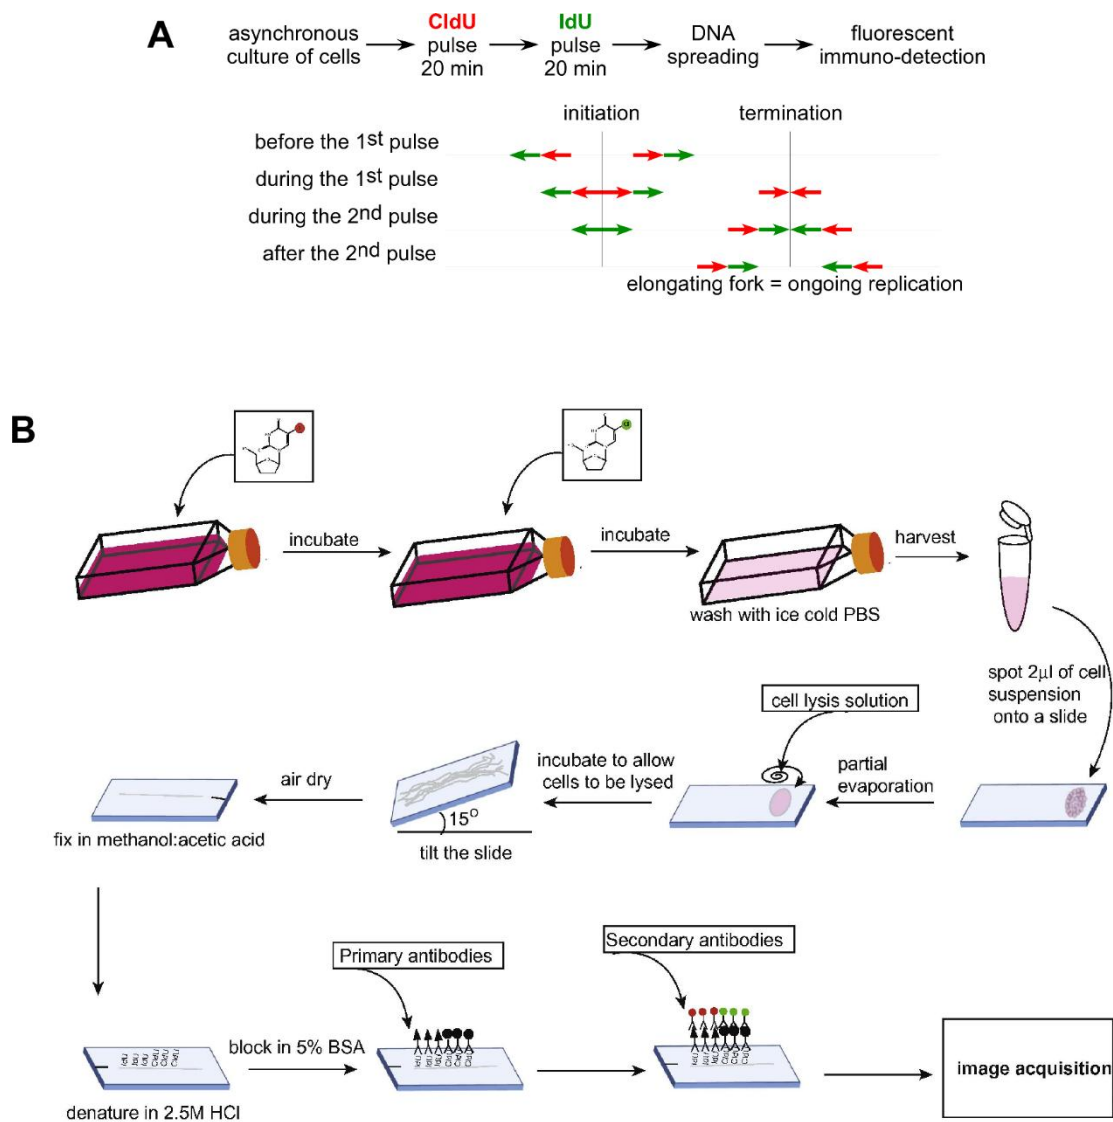 A
asynchronous
culture of cells
CldU
pulse
20 min
IdU
pulse
20 min
DNA
spreading
fluorescent
immuno-detection
initiation
termination
before the 1st pulse
during the 1st pulse
during the 2nd pulse
after the 2nd pulse
elongating fork = ongoing replication
B
incubate
incubate
wash with ice cold PBS
harvest
spot 2µl of cell
suspension
onto a slide
cell lysis solution
partial
evaporation
incubate to allow
cells to be lysed
15°
tilt the slide
air dry
fix in methanol:acetic acid
denature in 2.5M HCl
block in 5% BSA
Primary antibodies
Secondary antibodies
image acquisition